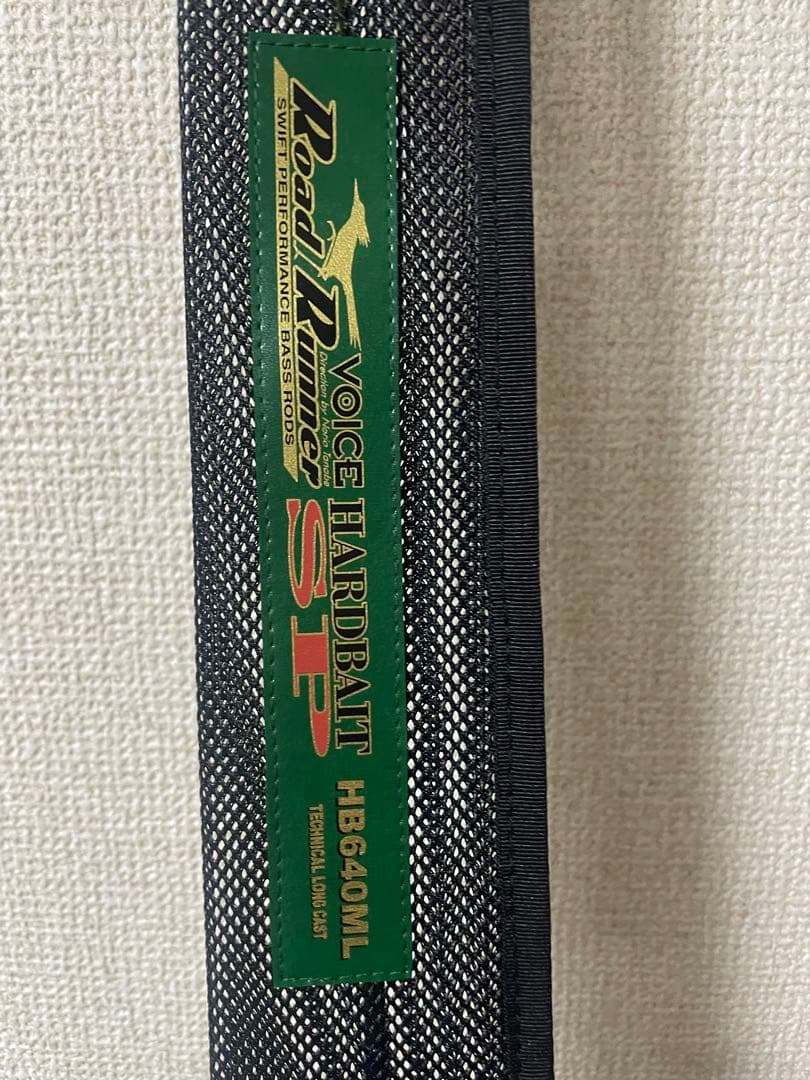 VOICE HARDBAIT
Direction by Norio Tanabe
Road Runner
SP
SWIFT PERFORMANCE BASS RODS
HB640ML
TECHNICAL LONG CAST